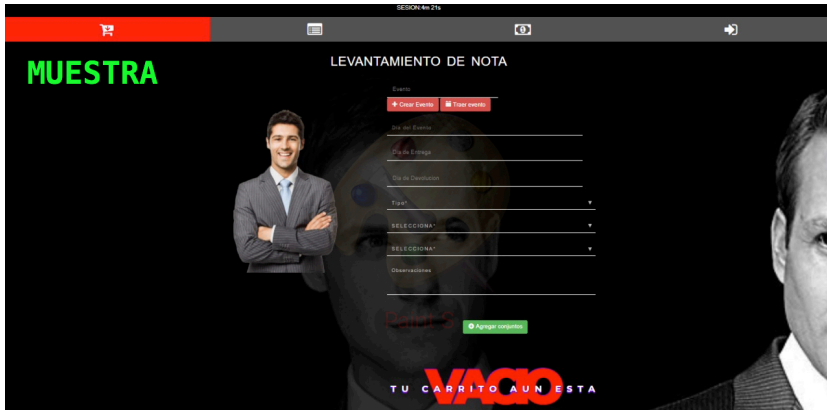 SESION:4m 21s
MUESTRA
LEVANTAMIENTO DE NOTA
Evento
Crear Evento
Traer evento
Dia del Evento
Dia de Entrega
Dia de Devolucion
Tipo*
SELECCIONA*
SELECCIONA*
Observaciones
Agregar conjuntos
VACIO
TU CARRITO AUN ESTA